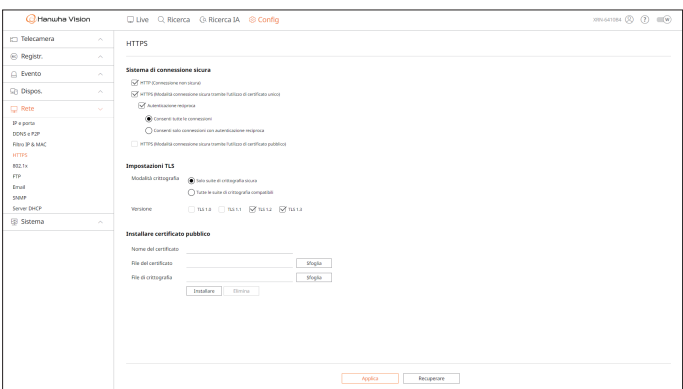 Hanwha Vision
Live Ricerca Ricerca IA Config
Telecamera
Registr.
Evento
Dispos.
Rete
IP e porta
DDNS e P2P
Filtro IP & MAC
HTTPS
802.1x
FTP
Email
SNMP
Server DHCP
Sistema
HTTPS
Sistema di connessione sicura
HTTP (Connessione non sicura)
HTTPS (Modalità connessione sicura tramite l'utilizzo di certificato unico)
Autenticazione reciproca
Consenti tutte le connessioni
Consenti solo connessioni con autenticazione reciproca
HTTPS (Modalità connessione sicura tramite l'utilizzo di certificato pubblico)
Impostazioni TLS
Modalità crittografia Solo suite di crittografia sicura
Tutte le suite di crittografia compatibili
Versione TLS 1.0 TLS 1.1 TLS 1.2 TLS 1.3
Installare certificato pubblico
Nome del certificato
File del certificato Sfoglia
File di crittografia Sfoglia
Installare Elimina
Applica Recuperare